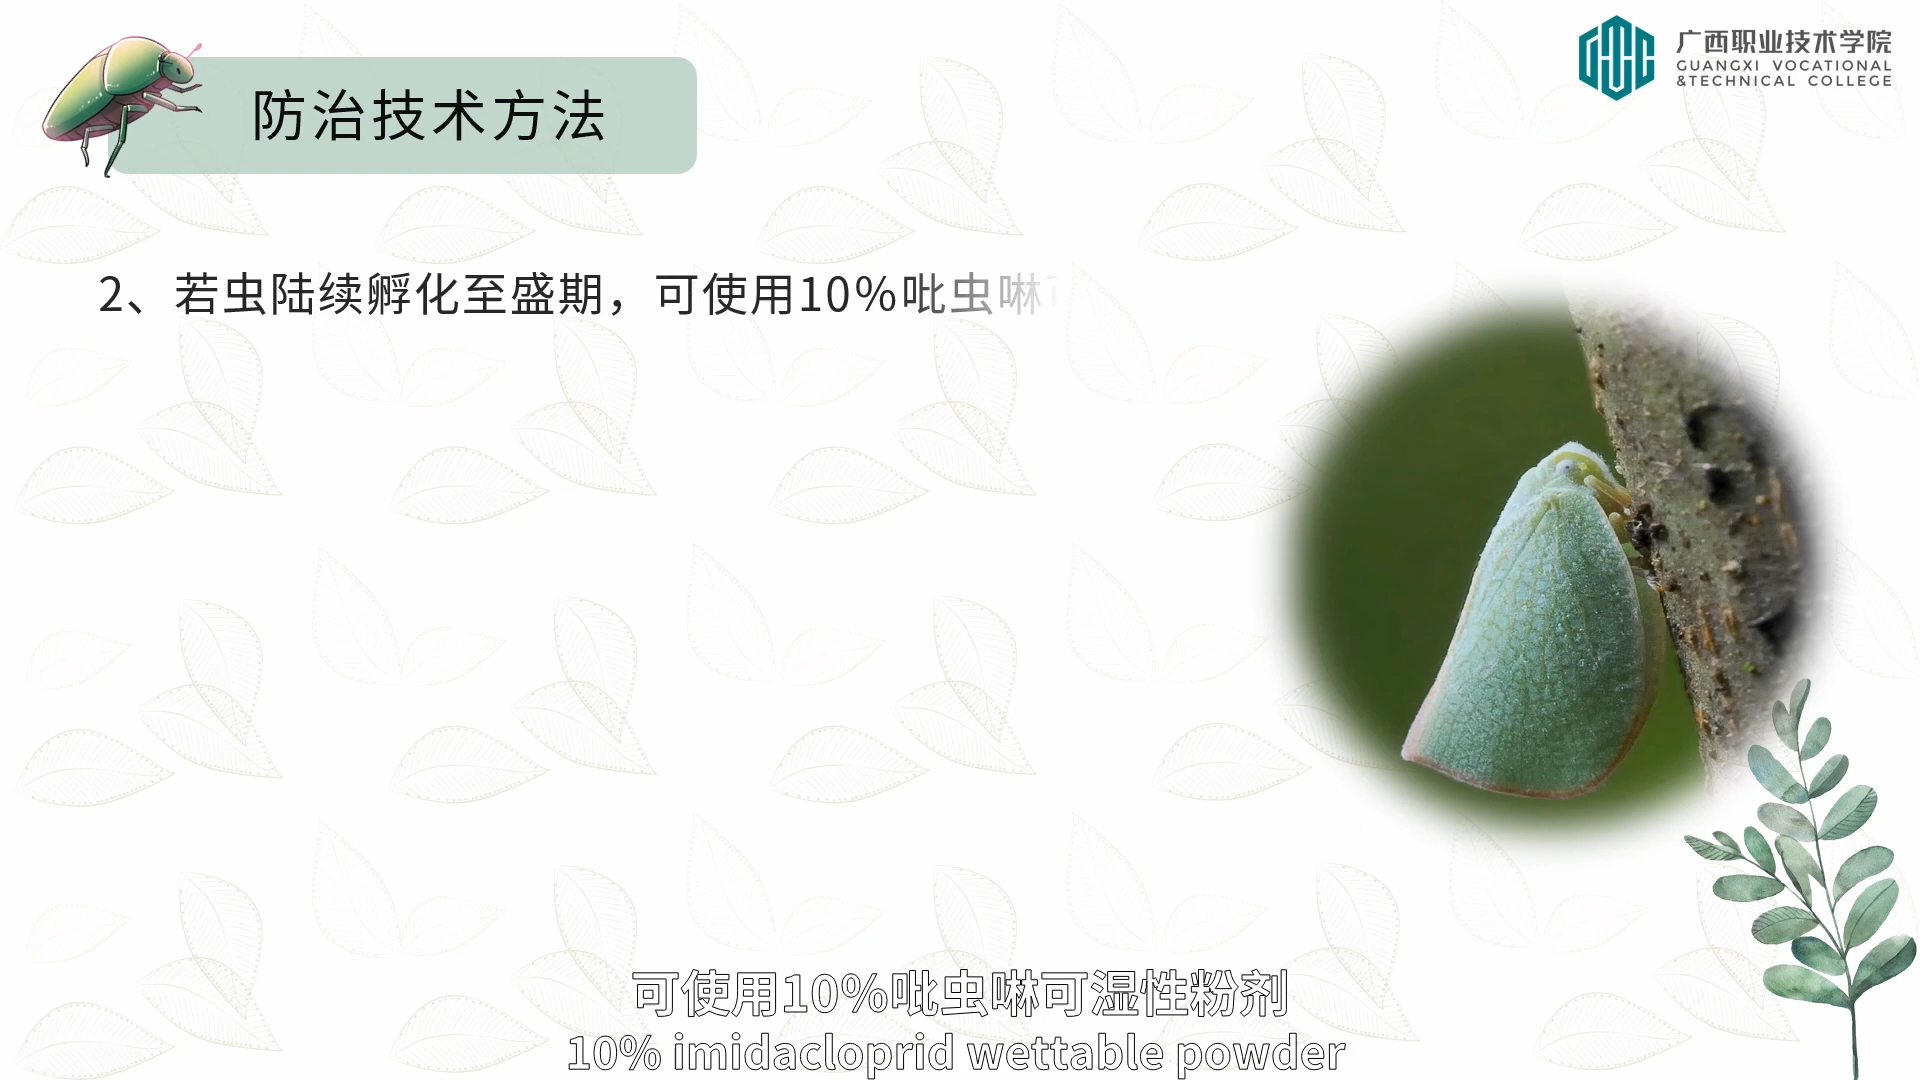 防治技术方法
广西职业技术学院
GUANGXI VOCATIONAL
&TECHNICAL COLLEGE
2、若虫陆续孵化至盛期，可使用10%吡虫啉可
可使用10%吡虫啉可湿性粉剂
10% imidacloprid wettable powder